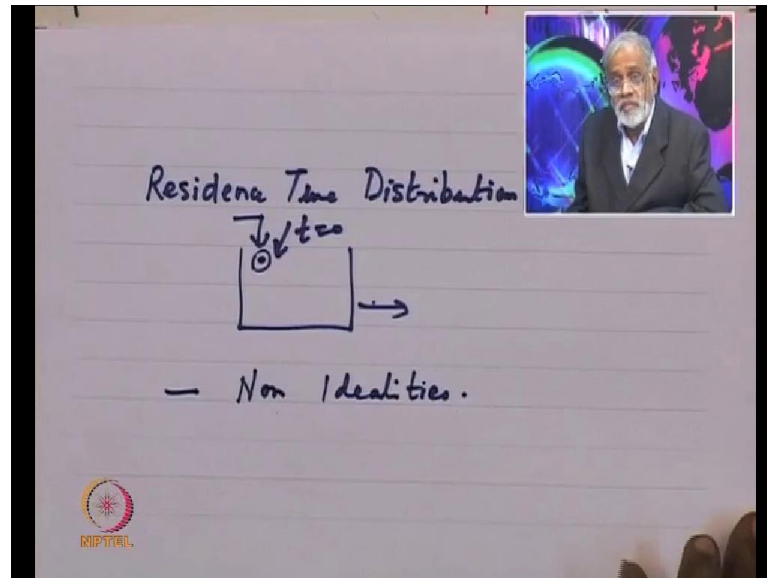 Residence Time Distribution
t=0
— Non Idealities.
NPTEL